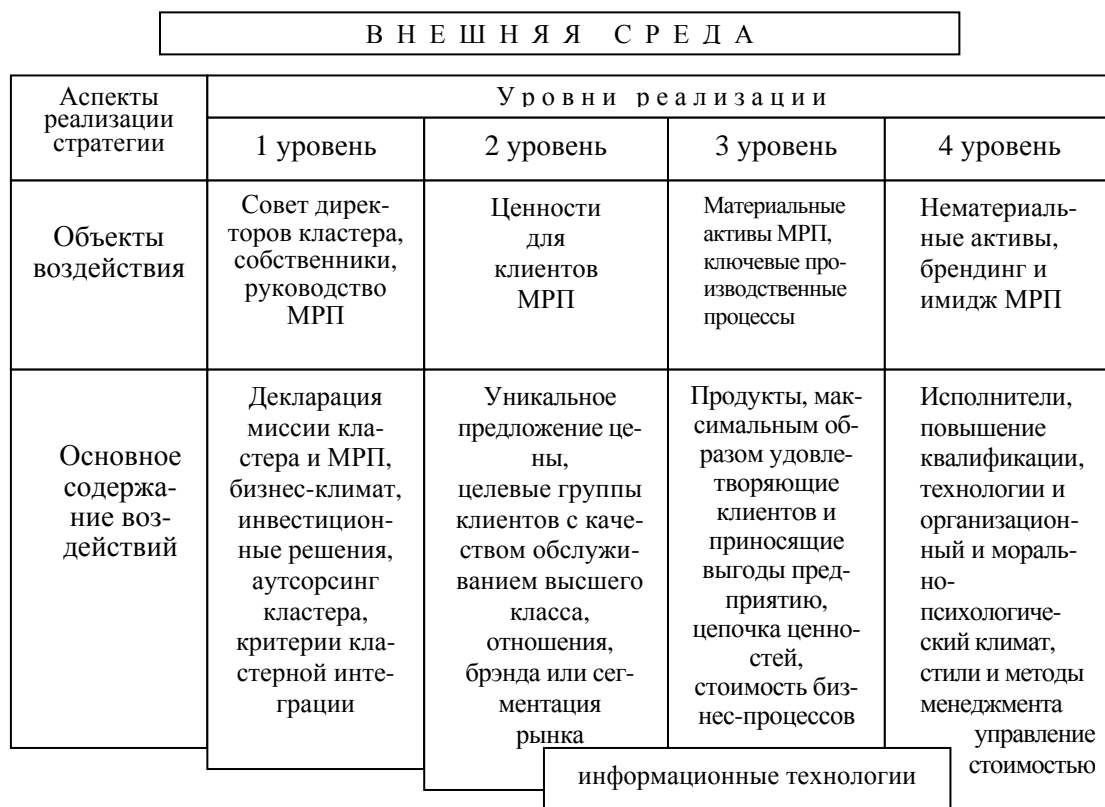 ВНЕШНЯЯ СРЕДА
Аспекты
реализации
стратегии
Уровни реализации
1 уровень
2 уровень
3 уровень
4 уровень
Объекты
воздействия
Совет дирек-
торов кластера,
собственники,
руководство
МРП
Ценности
для
клиентов
МРП
Материальные
активы МРП,
ключевые про-
изводственные
процессы
Нематериаль-
ные активы,
брендинг и
имидж МРП
Основное
содержа-
ние воз-
действий
Декларация
миссии кла-
стера и МРП,
бизнес-климат,
инвестицион-
ные решения,
аутсорсинг
кластера,
критерии кла-
стерной инте-
грации
Уникальное
предложение це-
ны,
целевые группы
клиентов с каче-
ством обслужи-
ванием высшего
класса,
отношения,
брэнда или сег-
ментация
рынка
Продукты, мак-
симальным об-
разом удовле-
творяющие
клиентов и
приносящие
выгоды пред-
приятию,
цепочка ценно-
стей,
стоимость биз-
нес-процессов
Исполнители,
повышение
квалификации,
технологии и
организацион-
ный и мораль-
но-
психологиче-
ский климат,
стили и методы
менеджмента
управление
стоимостью
информационные технологии